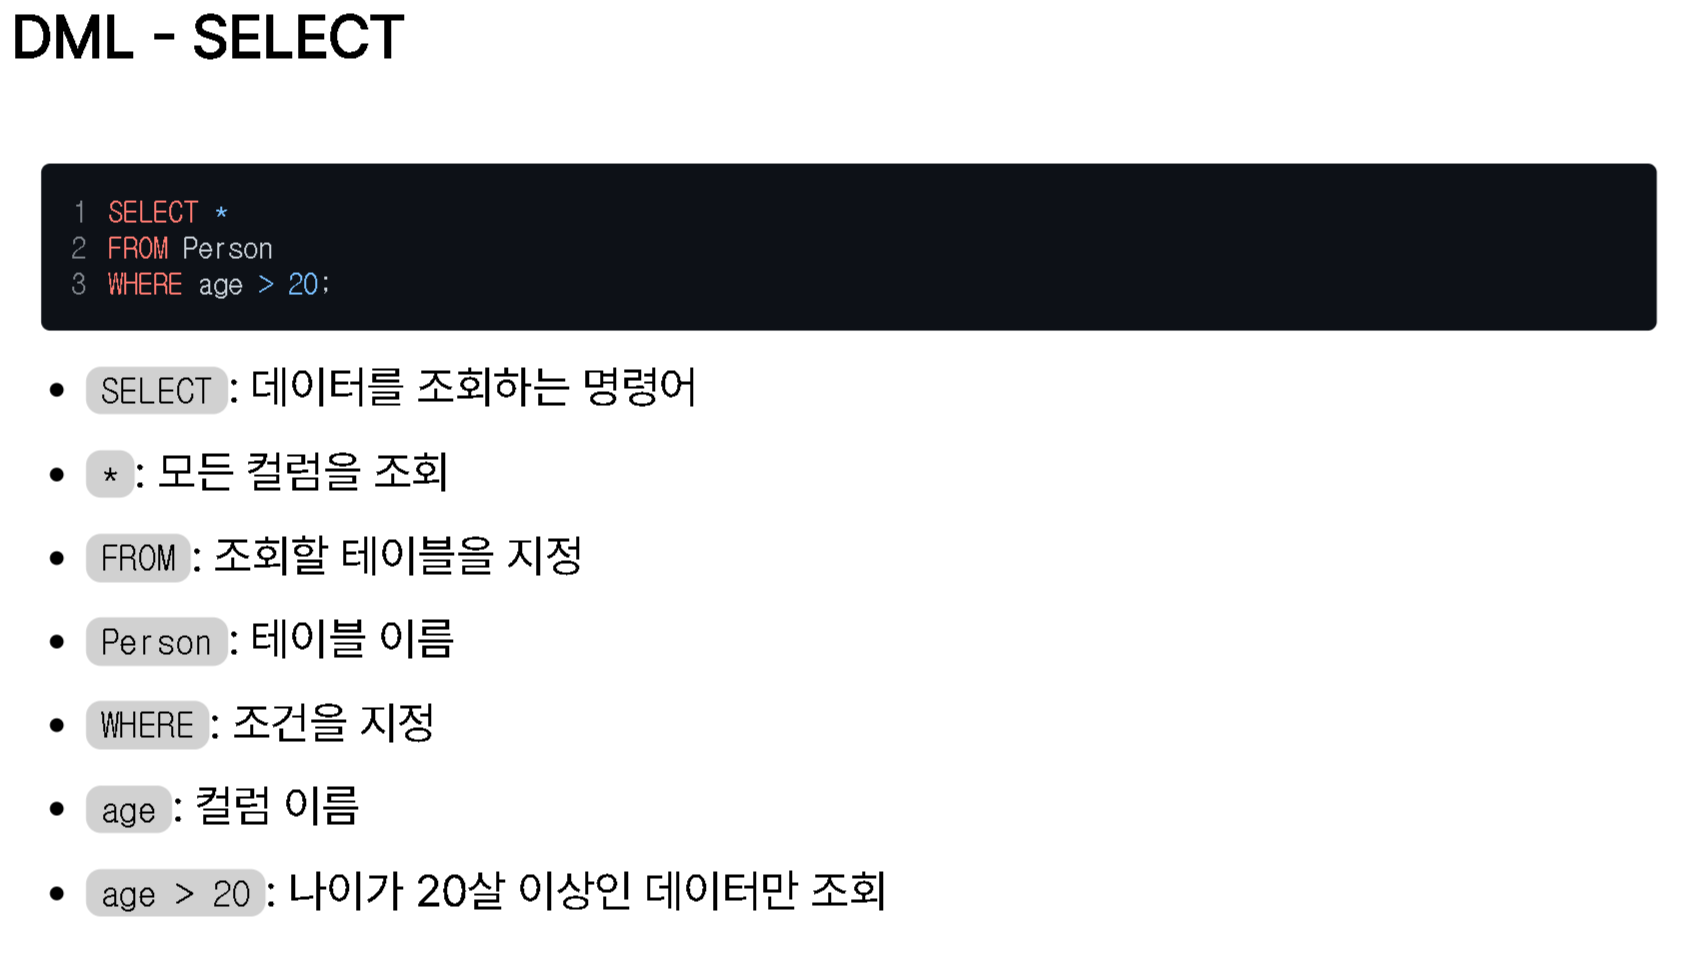 DML - SELECT
1 SELECT *
2 FROM Person
3 WHERE age > 20;
• SELECT: 데이터를 조회하는 명령어
• *: 모든 컬럼을 조회
• FROM: 조회할 테이블을 지정
• Person: 테이블 이름
• WHERE: 조건을 지정
• age: 컬럼 이름
• age > 20: 나이가 20살 이상인 데이터만 조회